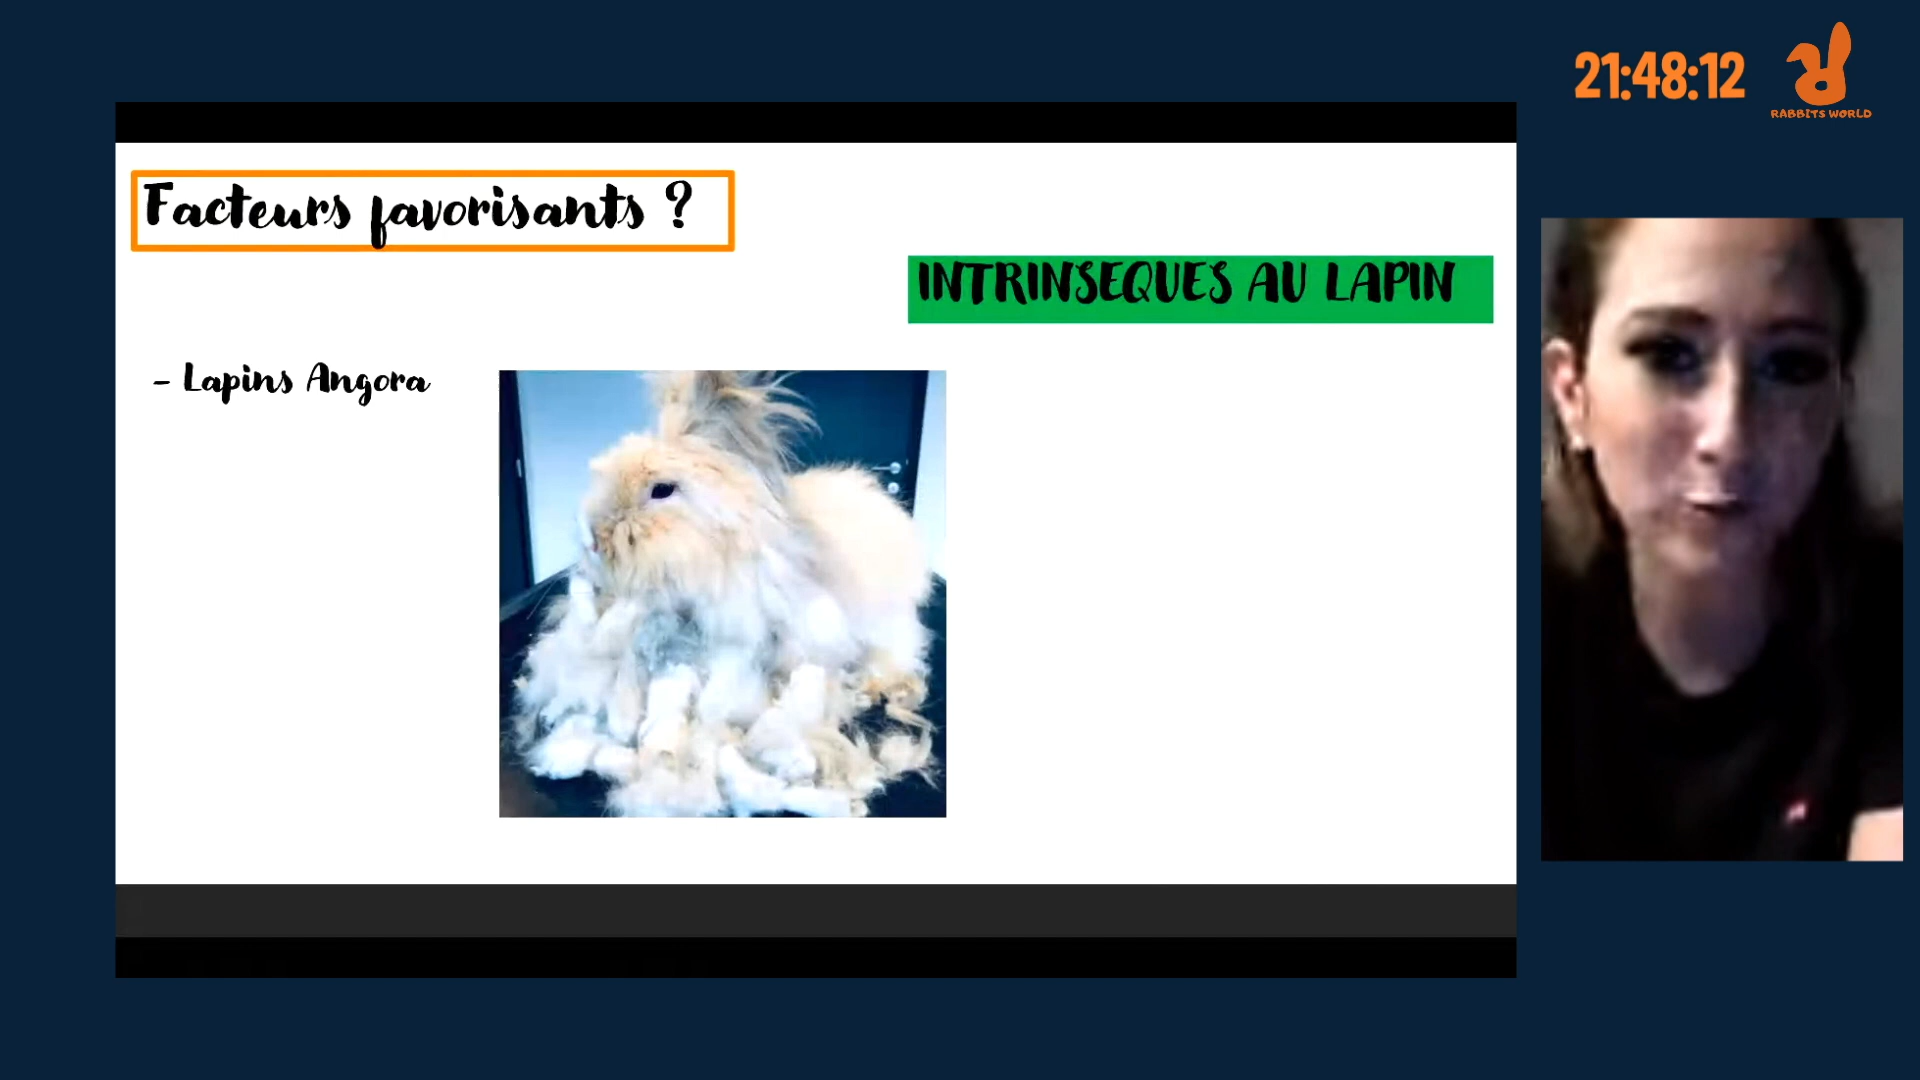 21:48:12
RABBITS WORLD
Facteurs favorisants ?
INTRINSEQUES AU LAPIN
- Lapins Angora